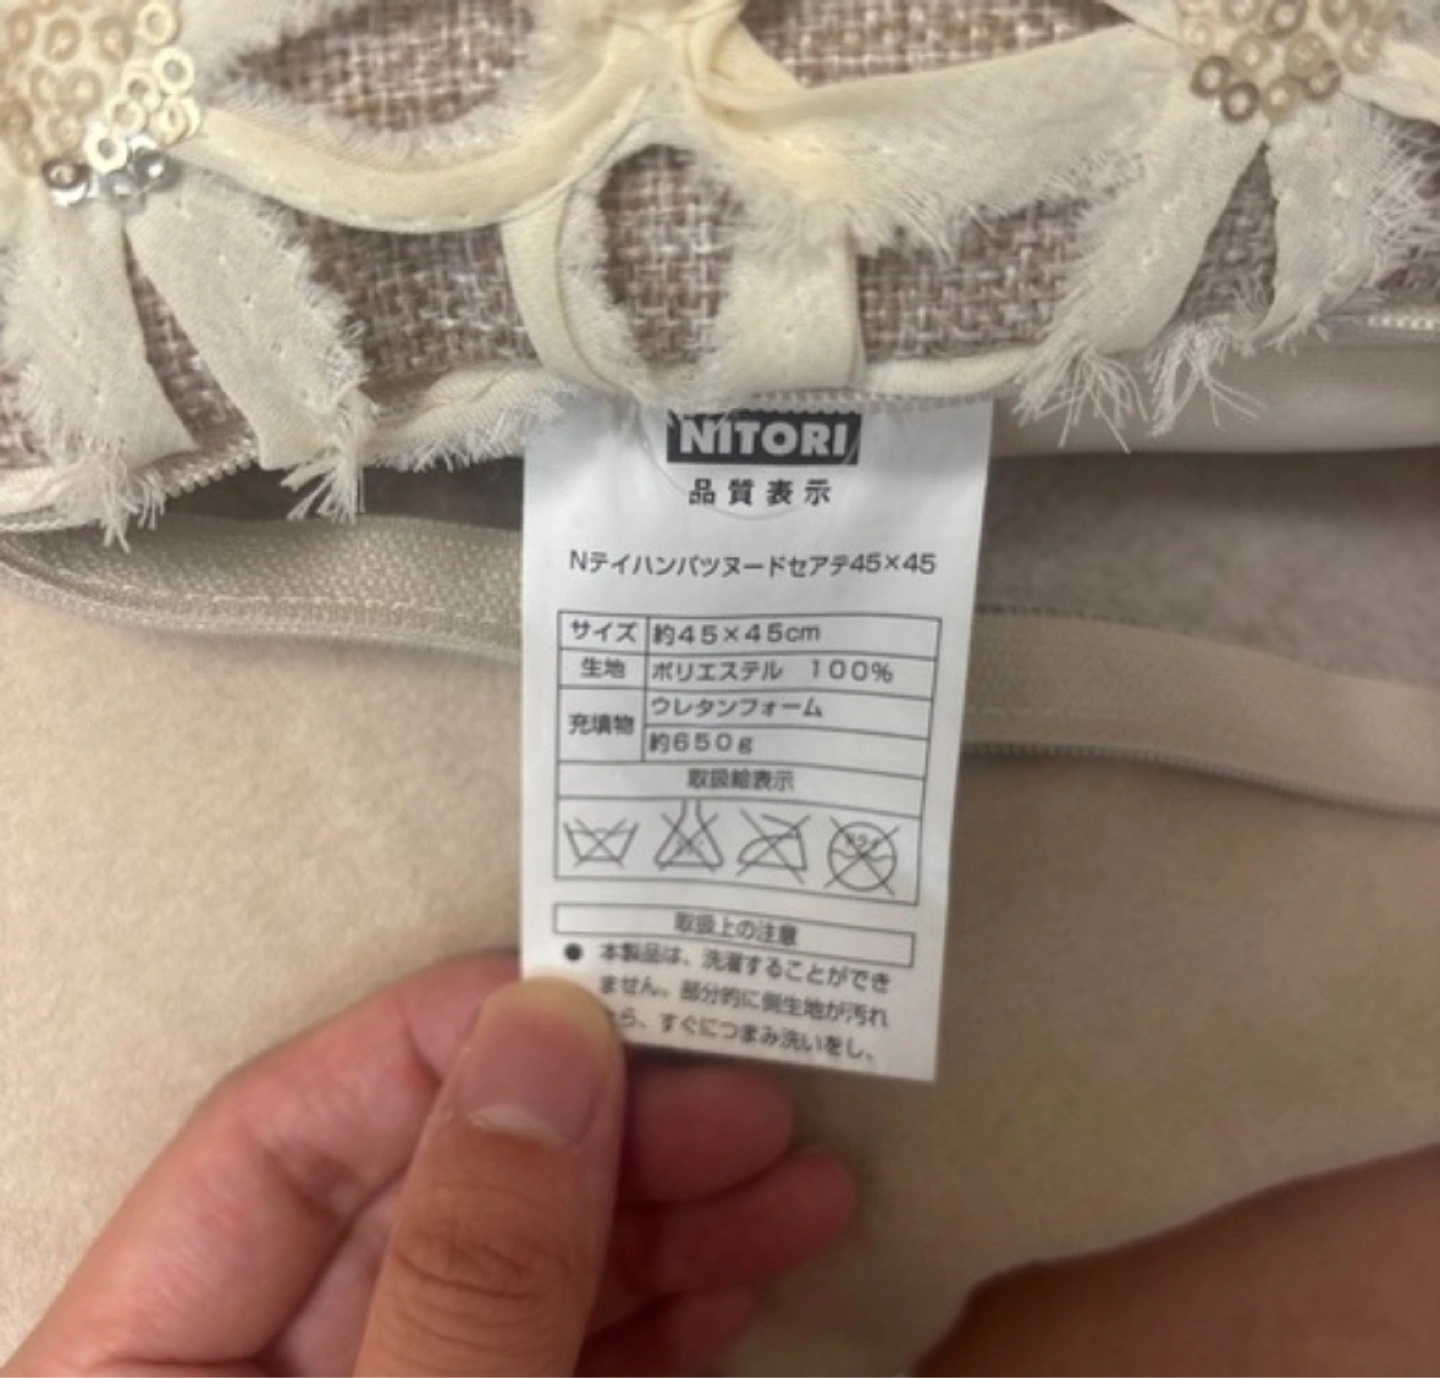 NITORI
品質表示
Nテイハンパツヌードセアテ45×45
サイズ 約45×45cm
生地 ポリエステル 100%
充填物 ウレタンフォーム
約650g
取扱絵表示
取扱上の注意
● 本製品は、洗濯することができ
ません。部分的に側生地が汚れ
ら、すぐにつまみ洗いをし、